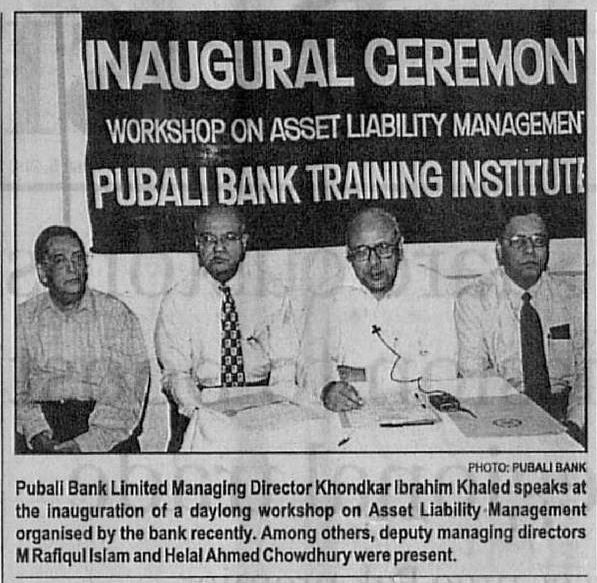 INAUGURAL CEREMONY
WORKSHOP ON ASSET LIABILITY MANAGEMENT
PUBALI BANK TRAINING INSTITUTE
PHOTO: PUBALI BANK
Pubali Bank Limited Managing Director Khondkar Ibrahim Khaled speaks at
the inauguration of a daylong workshop on Asset Liability Management
organised by the bank recently. Among others, deputy managing directors
M Rafiqul Islam and Helal Ahmed Chowdhury were present.